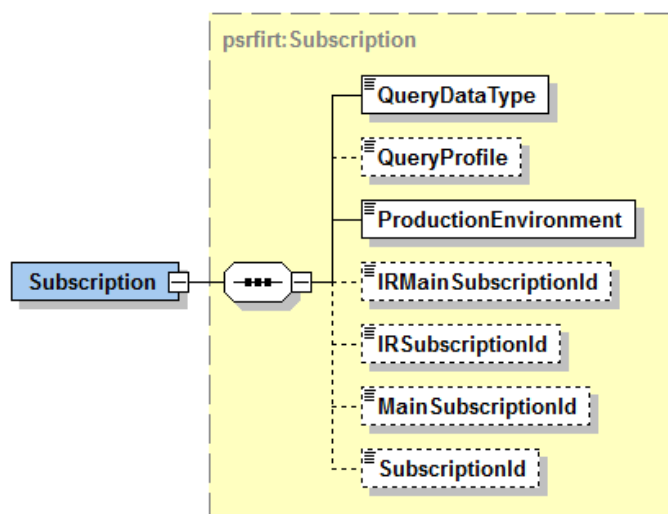 psrfirt:Subscription
QueryDataType
QueryProfile
ProductionEnvironment
Subscription
IRMainSubscriptionId
IRSubscriptionId
MainSubscriptionId
SubscriptionId